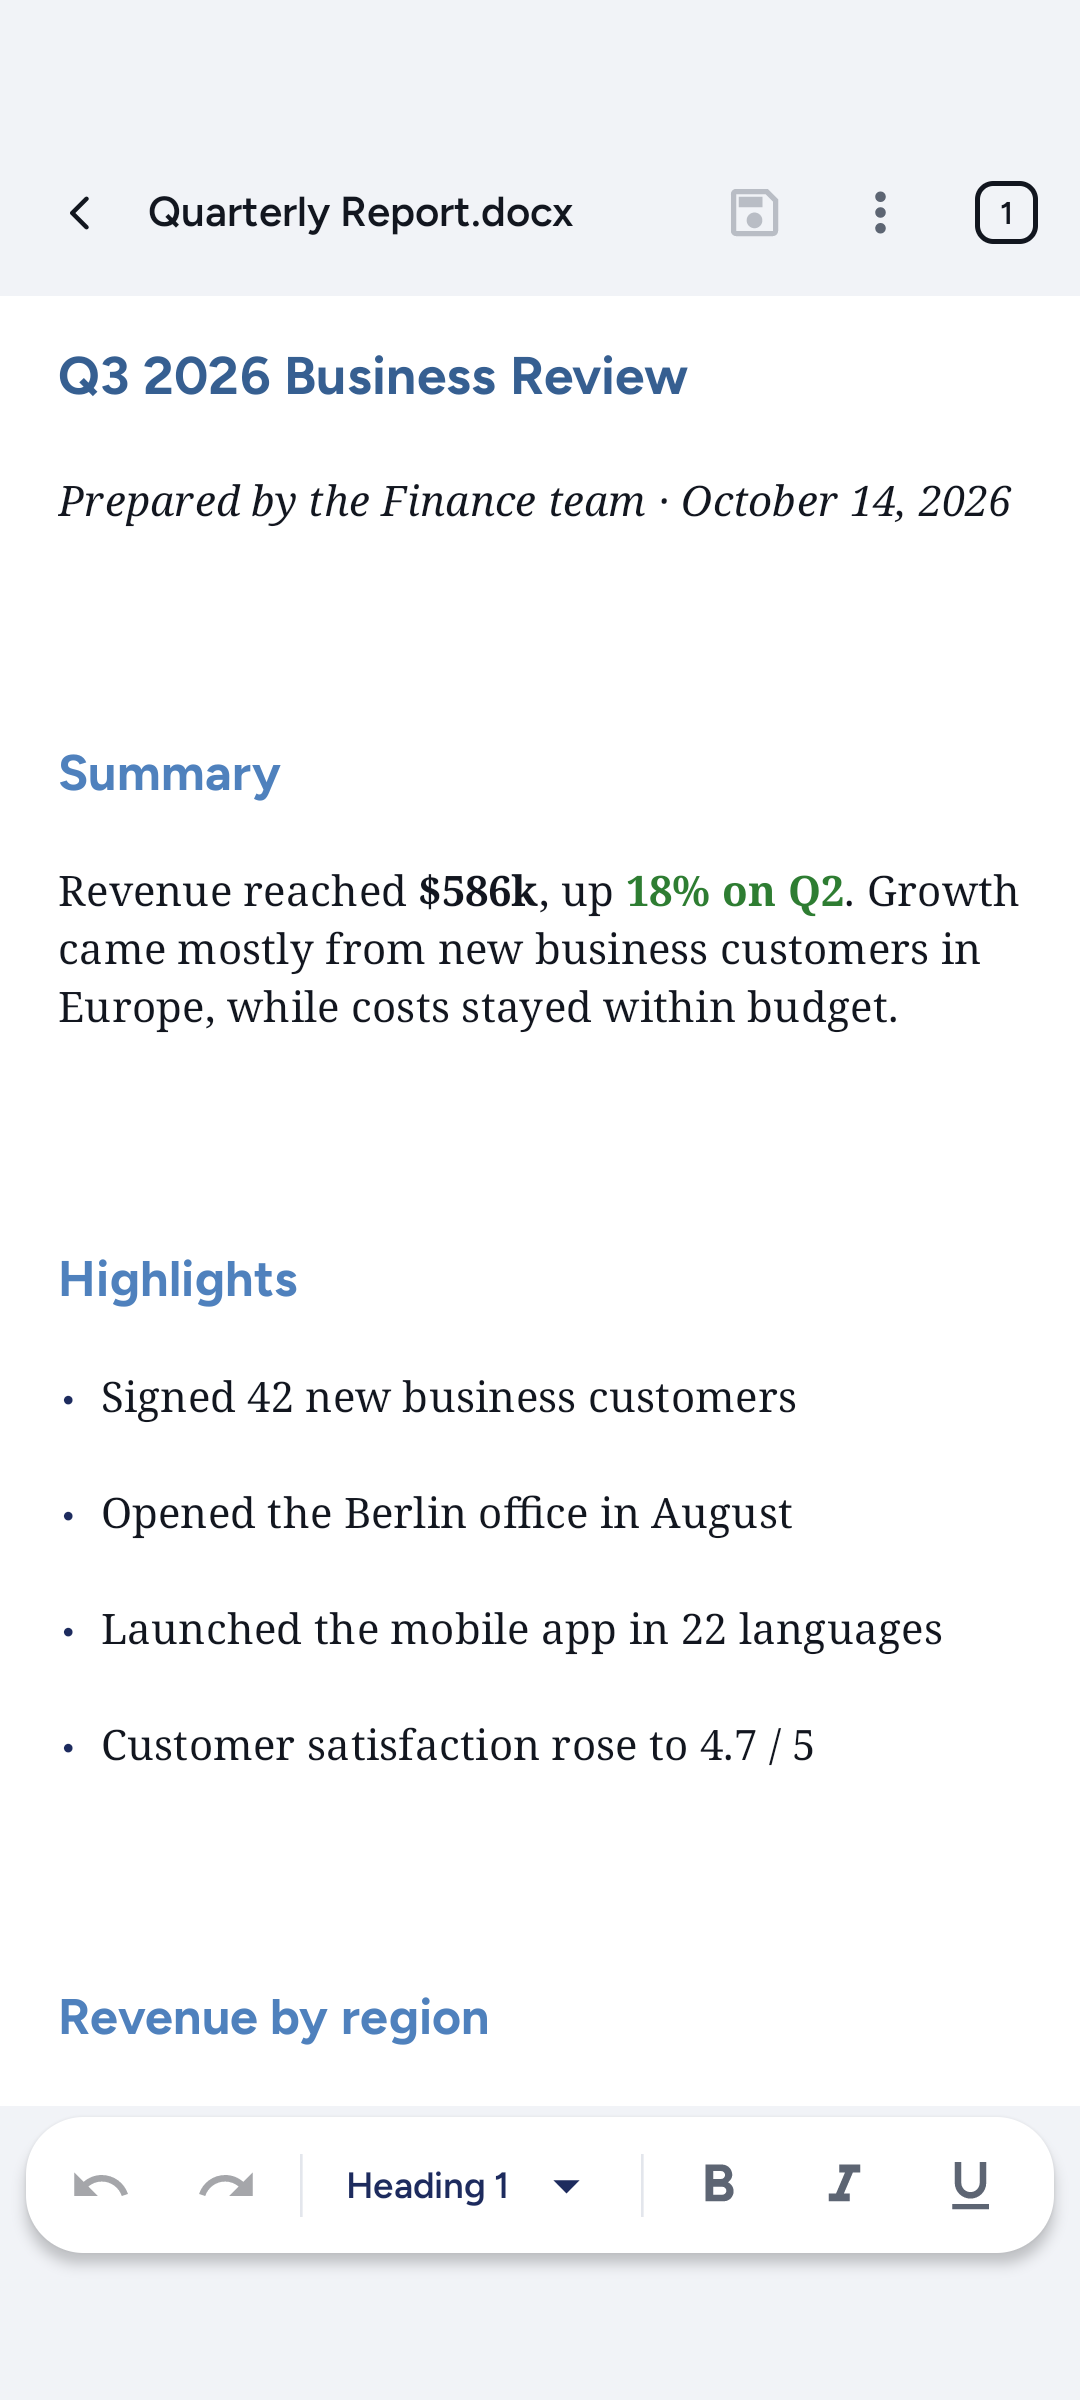 Quarterly Report.docx
1
Q3 2026 Business Review
Prepared by the Finance team · October 14, 2026
Summary
Revenue reached $586k, up 18% on Q2. Growth
came mostly from new business customers in
Europe, while costs stayed within budget.
Highlights
• Signed 42 new business customers
• Opened the Berlin office in August
• Launched the mobile app in 22 languages
• Customer satisfaction rose to 4.7 / 5
Revenue by region
Heading 1 B I U